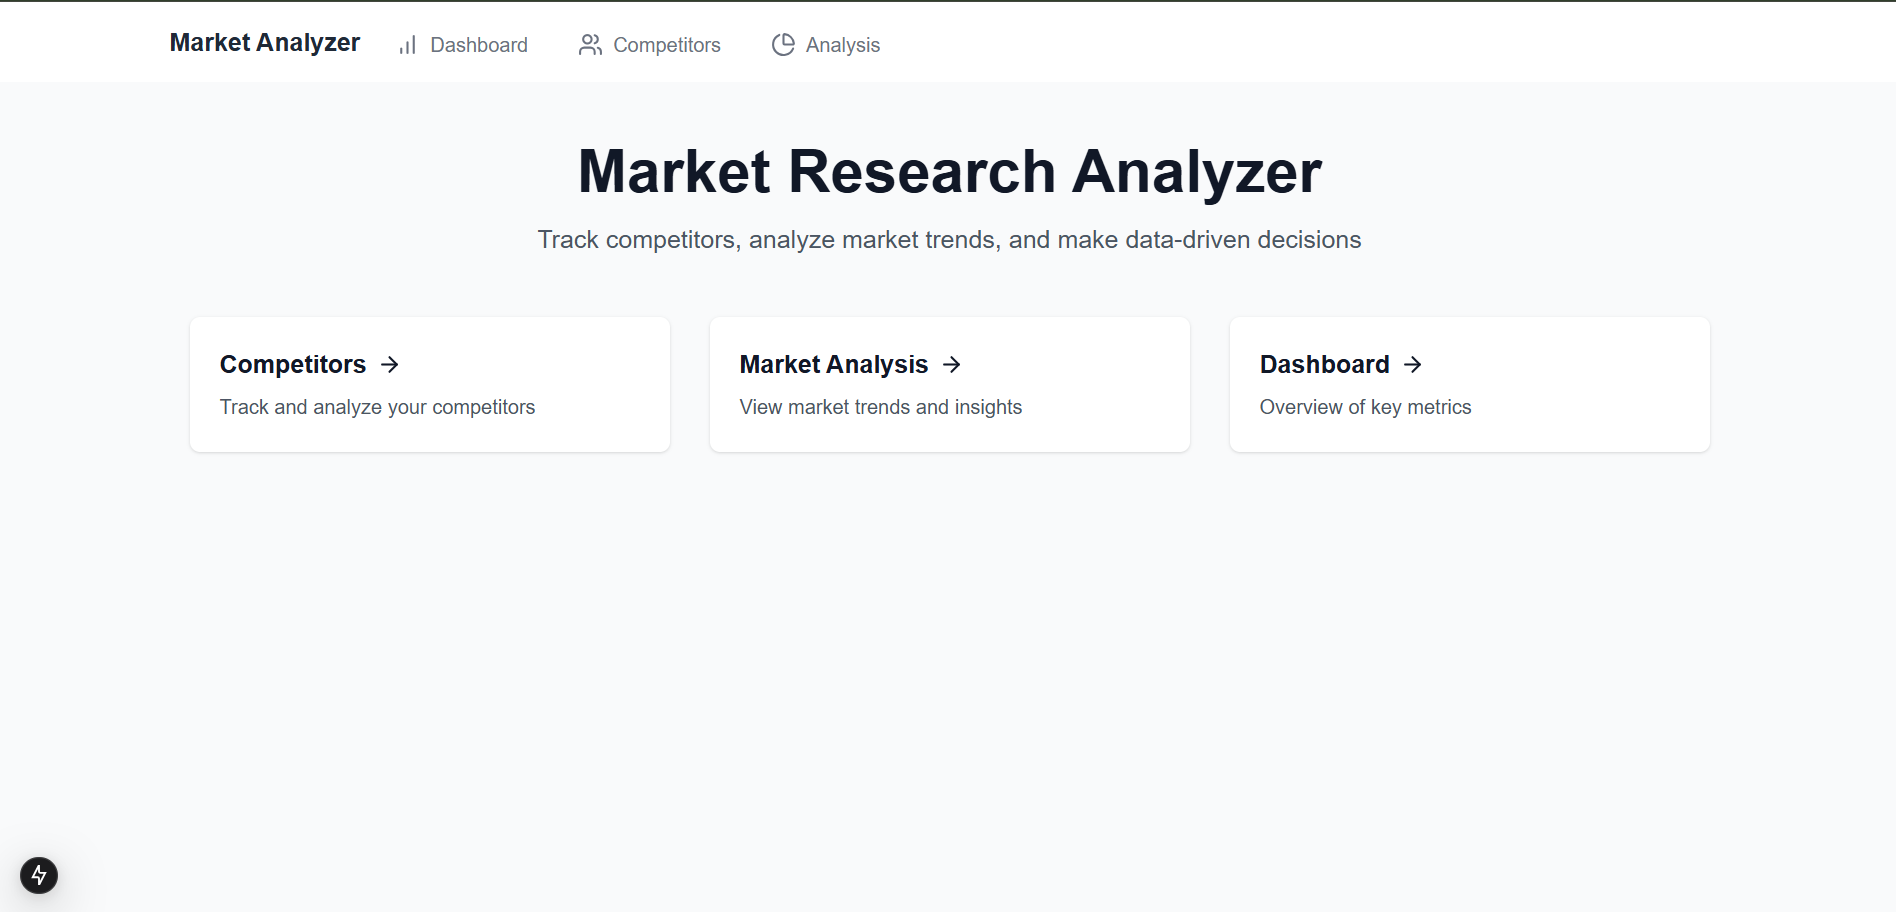 Market Analyzer
Dashboard
Competitors
Analysis
Market Research Analyzer
Track competitors, analyze market trends, and make data-driven decisions
Competitors →
Track and analyze your competitors
Market Analysis →
View market trends and insights
Dashboard →
Overview of key metrics